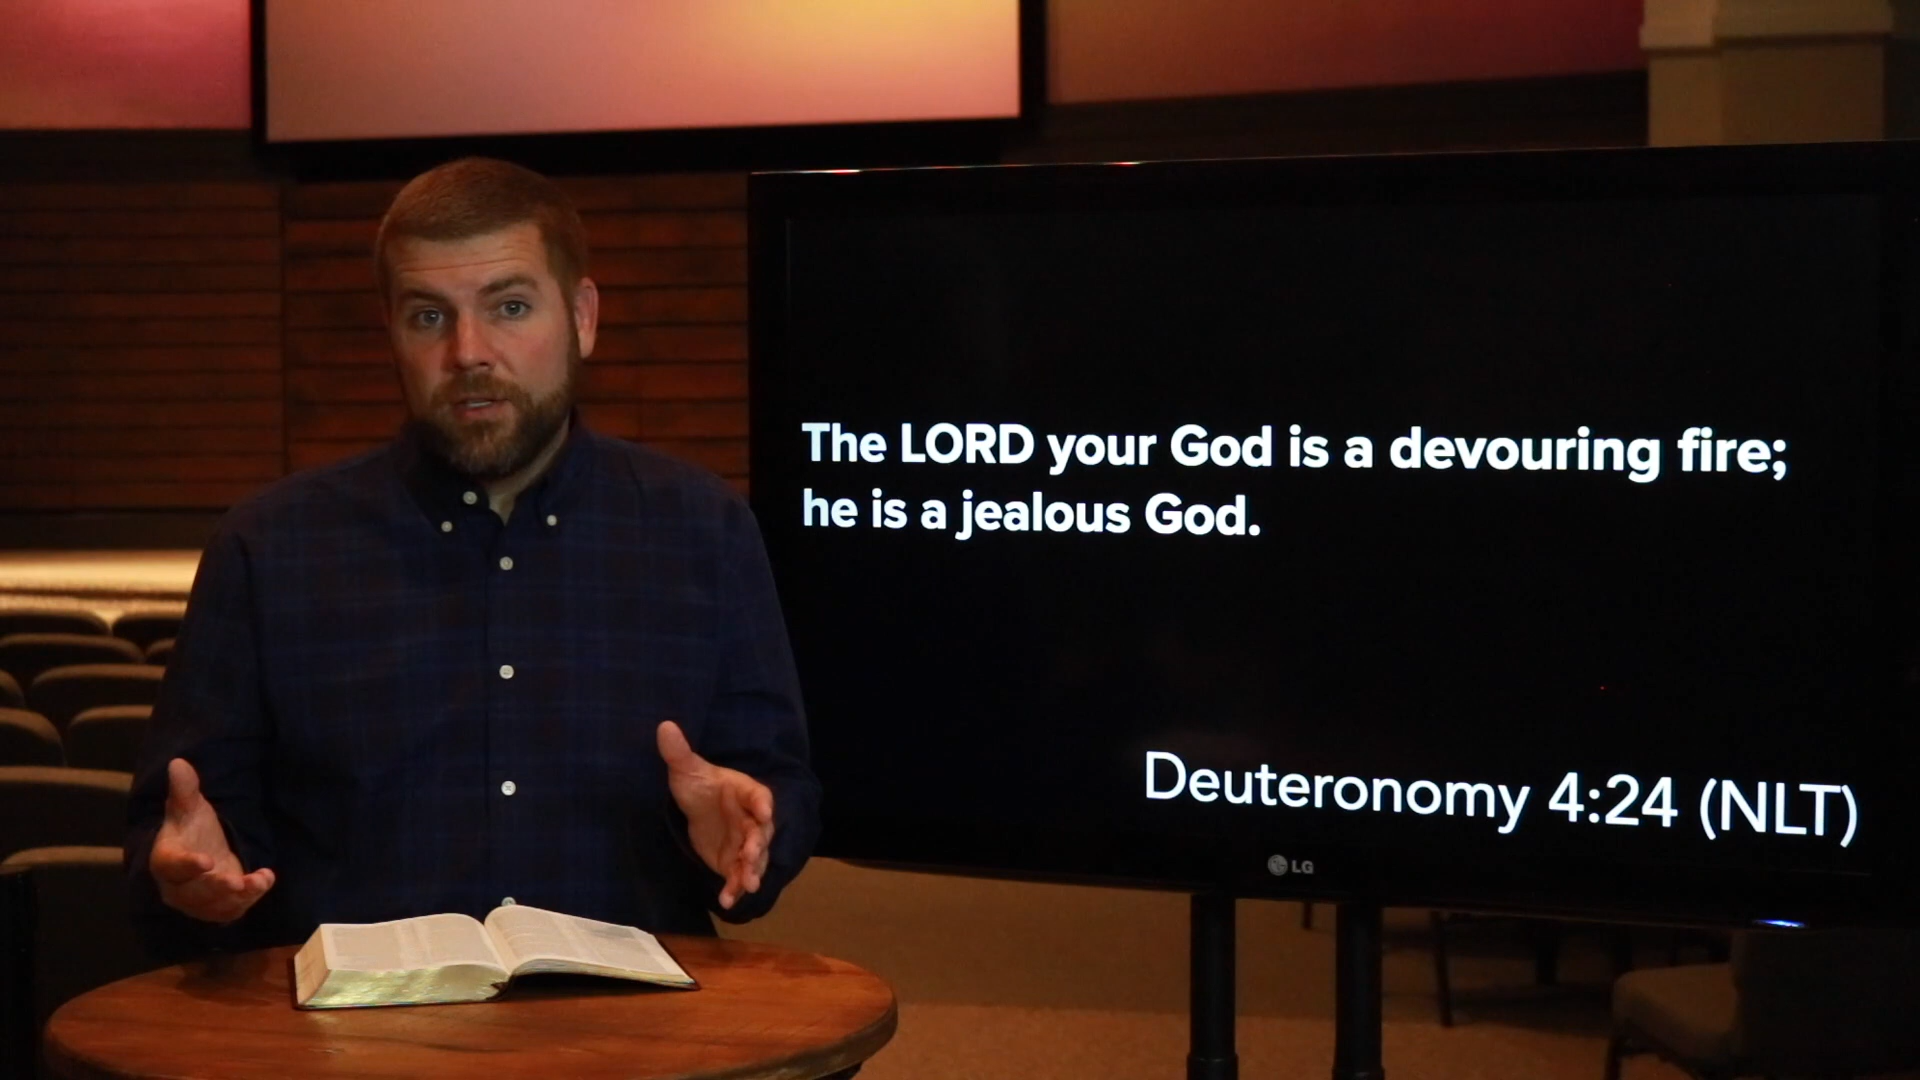 The LORD your God is a devouring fire;
he is a jealous God.
Deuteronomy 4:24 (NLT)
LG